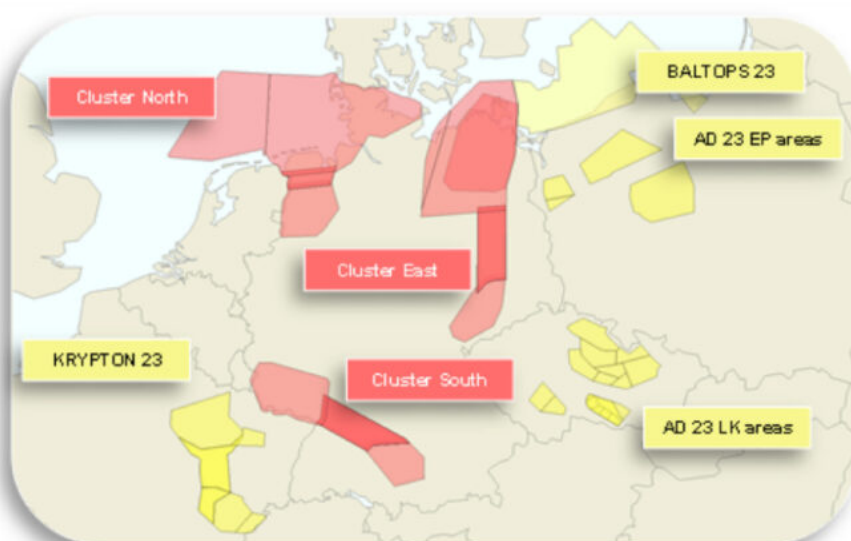 BALTOPS 23
Cluster North
AD 23 EP areas
Cluster East
KRYPTON 23
Cluster South
AD 23 LK areas